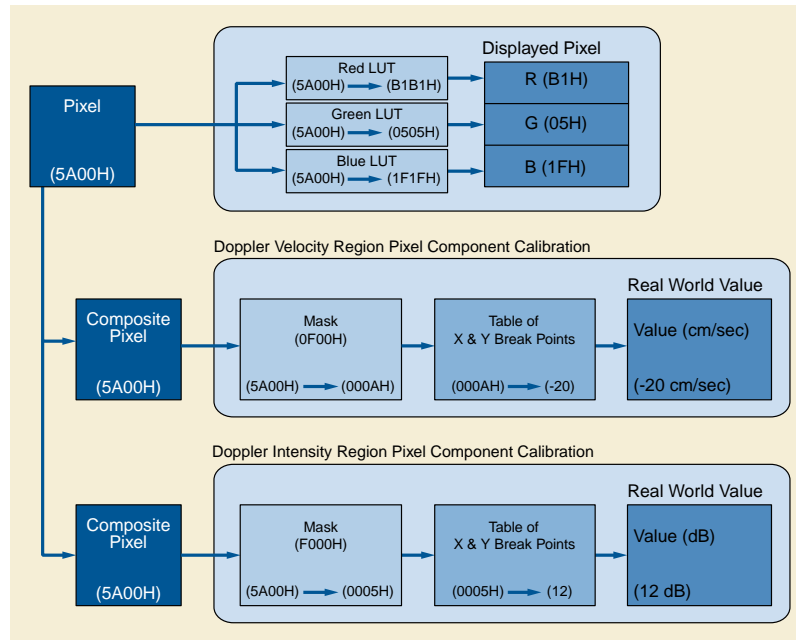 Displayed Pixel
Pixel
(5A00H)
Red LUT
(5A00H) (B1B1H)
R (B1H)
Green LUT
(5A00H) (0505H)
G (05H)
Blue LUT
(5A00H) (1F1FH)
B (1FH)
Doppler Velocity Region Pixel Component Calibration
Real World Value
Composite
Pixel
(5A00H)
Mask
(0F00H)
(5A00H) (000AH)
Table of
X & Y Break Points
(000AH) (-20)
Value (cm/sec)
(-20 cm/sec)
Doppler Intensity Region Pixel Component Calibration
Real World Value
Composite
Pixel
(5A00H)
Mask
(F000H)
(5A00H) (0005H)
Table of
X & Y Break Points
(0005H) (12)
Value (dB)
(12 dB)